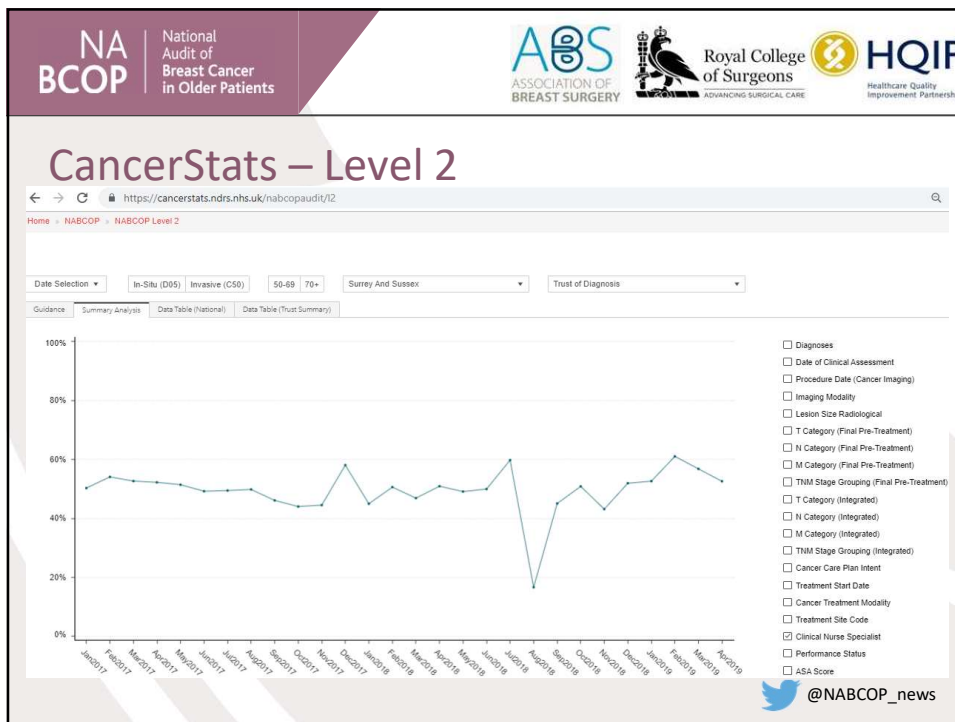 NA
BCOP
National
Audit of
Breast Cancer
in Older Patients
ABS
ASSOCIATION OF
BREAST SURGERY
Royal College
of Surgeons
ADVANCING SURGICAL CARE
HQIP
Healthcare Quality
Improvement Partnersh
CancerStats – Level 2
https://cancerstats.ndrs.nhs.uk/nabcopaudit/l2
Home » NABCOP » NABCOP Level 2
Date Selection In-Situ (D05) Invasive (C50) 50-69 70+ Surrey And Sussex Trust of Diagnosis
Guidance Summary Analysis Data Table (National) Data Table (Trust Summary)
100%
80%
60%
40%
20%
0%
Jan2017 Feb2017 Mar2017 Apr2017 May2017 Jun2017 Jul2017 Aug2017 Sep2017 Oct2017 Nov2017 Dec2017 Jan2018 Feb2018 Mar2018 Apr2018 May2018 Jun2018 Jul2018 Aug2018 Sep2018 Oct2018 Nov2018 Dec2018 Jan2019 Feb2019 Mar2019 Apr2019
Diagnoses
Date of Clinical Assessment
Procedure Date (Cancer Imaging)
Imaging Modality
Lesion Size Radiological
T Category (Final Pre-Treatment)
N Category (Final Pre-Treatment)
M Category (Final Pre-Treatment)
TNM Stage Grouping (Final Pre-Treatment)
T Category (Integrated)
N Category (Integrated)
M Category (Integrated)
TNM Stage Grouping (Integrated)
Cancer Care Plan Intent
Treatment Start Date
Cancer Treatment Modality
Treatment Site Code
Clinical Nurse Specialist
Performance Status
ASA Score
@NABCOP_news